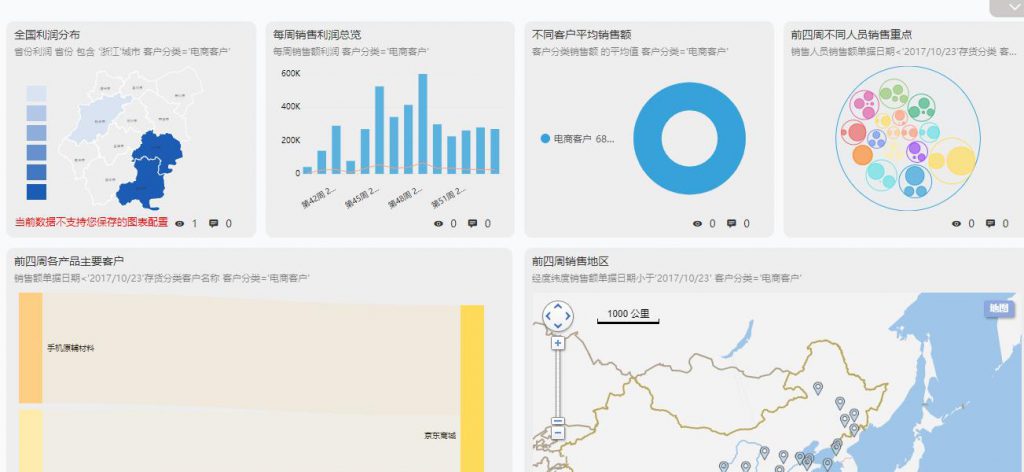 全国利润分布
省份利润 省份 包含 '浙江'城市 客户分类='电商客户'
当前数据不支持您保存的图表配置
1
0
每周销售利润总览
每周销售额利润 客户分类='电商客户'
600K
400K
200K
0
第42周 2...
第45周 2...
第48周 2...
第51周 2...
0
0
不同客户平均销售额
客户分类销售额 的平均值 客户分类='电商客户'
电商客户 68...
0
0
前四周不同人员销售重点
销售人员销售额单据日期<'2017/10/23'存货分类 客...
0
0
前四周各产品主要客户
销售额单据日期<'2017/10/23'存货分类客户名称 客户分类='电商客户'
手机源辅材料
京东商城
前四周销售地区
经度纬度销售额单据日期小于'2017/10/23' 客户分类='电商客户'
1000 公里
地图